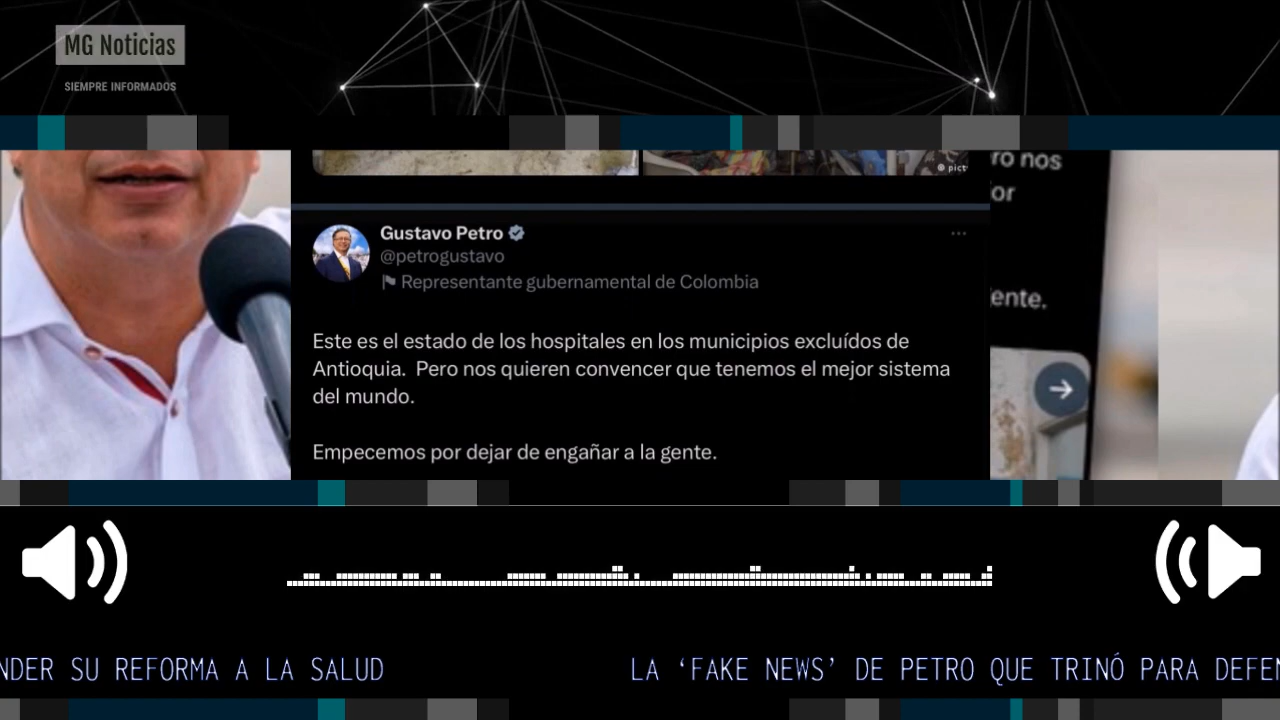 MG Noticias
SIEMPRE INFORMADOS
ro nos
or
ente.
Gustavo Petro
@petrogustavo
Representante gubernamental de Colombia
Este es el estado de los hospitales en los municipios excluídos de
Antioquia. Pero nos quieren convencer que tenemos el mejor sistema
del mundo.
Empecemos por dejar de engañar a la gente.
NDER SU REFORMA A LA SALUD LA ‘FAKE NEWS’ DE PETRO QUE TRINÓ PARA DEFEN